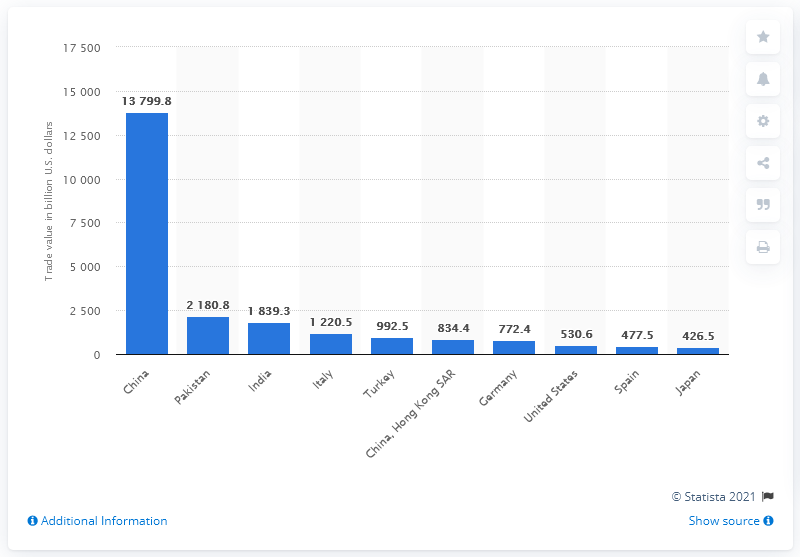 Trade value in billion U.S. dollars
17 500
15 000
12 500
10 000
7 500
5 000
2 500
0
13 799.8
2 180.8
1 839.3
1 220.5
992.5
834.4
772.4
530.6
477.5
426.5
China
Pakistan
India
Italy
Turkey
China, Hong Kong SAR
Germany
United States
Spain
Japan
© Statista 2021
Additional Information
Show source